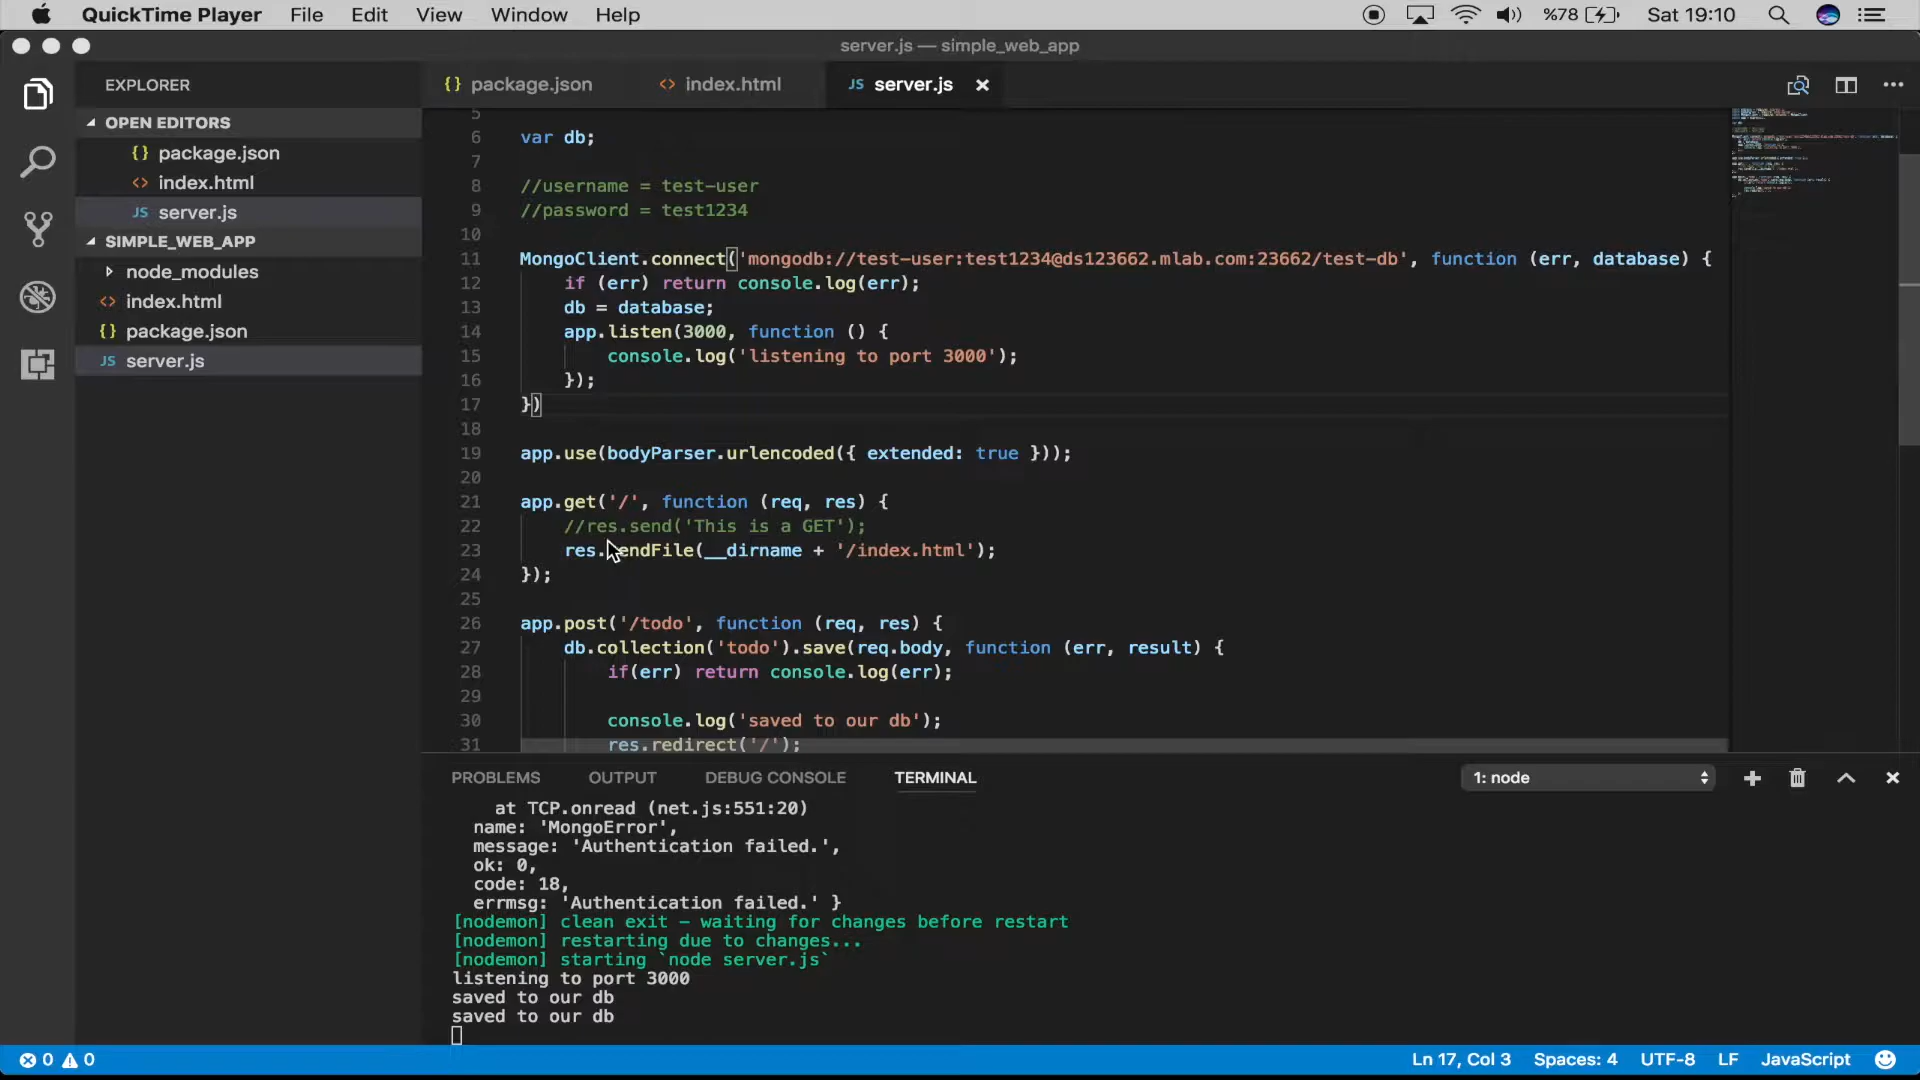 QuickTime Player File Edit View Window Help %78 Sat 19:10
server.js — simple_web_app
EXPLORER
OPEN EDITORS
{} package.json
<> index.html
JS server.js
SIMPLE_WEB_APP
node_modules
<> index.html
{} package.json
JS server.js
{} package.json <> index.html JS server.js
5
6 var db;
7
8 //username = test-user
9 //password = test1234
10
11 MongoClient.connect('mongodb://test-user:test1234@ds123662.mlab.com:23662/test-db', function (err, database) {
12 if (err) return console.log(err);
13 db = database;
14 app.listen(3000, function () {
15 console.log('listening to port 3000');
16 });
17 })
18
19 app.use(bodyParser.urlencoded({ extended: true }));
20
21 app.get('/', function (req, res) {
22 //res.send('This is a GET');
23 res.sendFile(__dirname + '/index.html');
24 });
25
26 app.post('/todo', function (req, res) {
27 db.collection('todo').save(req.body, function (err, result) {
28 if(err) return console.log(err);
29
30 console.log('saved to our db');
31 res.redirect('/');
PROBLEMS OUTPUT DEBUG CONSOLE TERMINAL 1: node
at TCP.onread (net.js:551:20)
name: 'MongoError',
message: 'Authentication failed.',
ok: 0,
code: 18,
errmsg: 'Authentication failed.' }
[nodemon] clean exit – waiting for changes before restart
[nodemon] restarting due to changes...
[nodemon] starting `node server.js`
listening to port 3000
saved to our db
saved to our db
0 0 Ln 17, Col 3 Spaces: 4 UTF-8 LF JavaScript